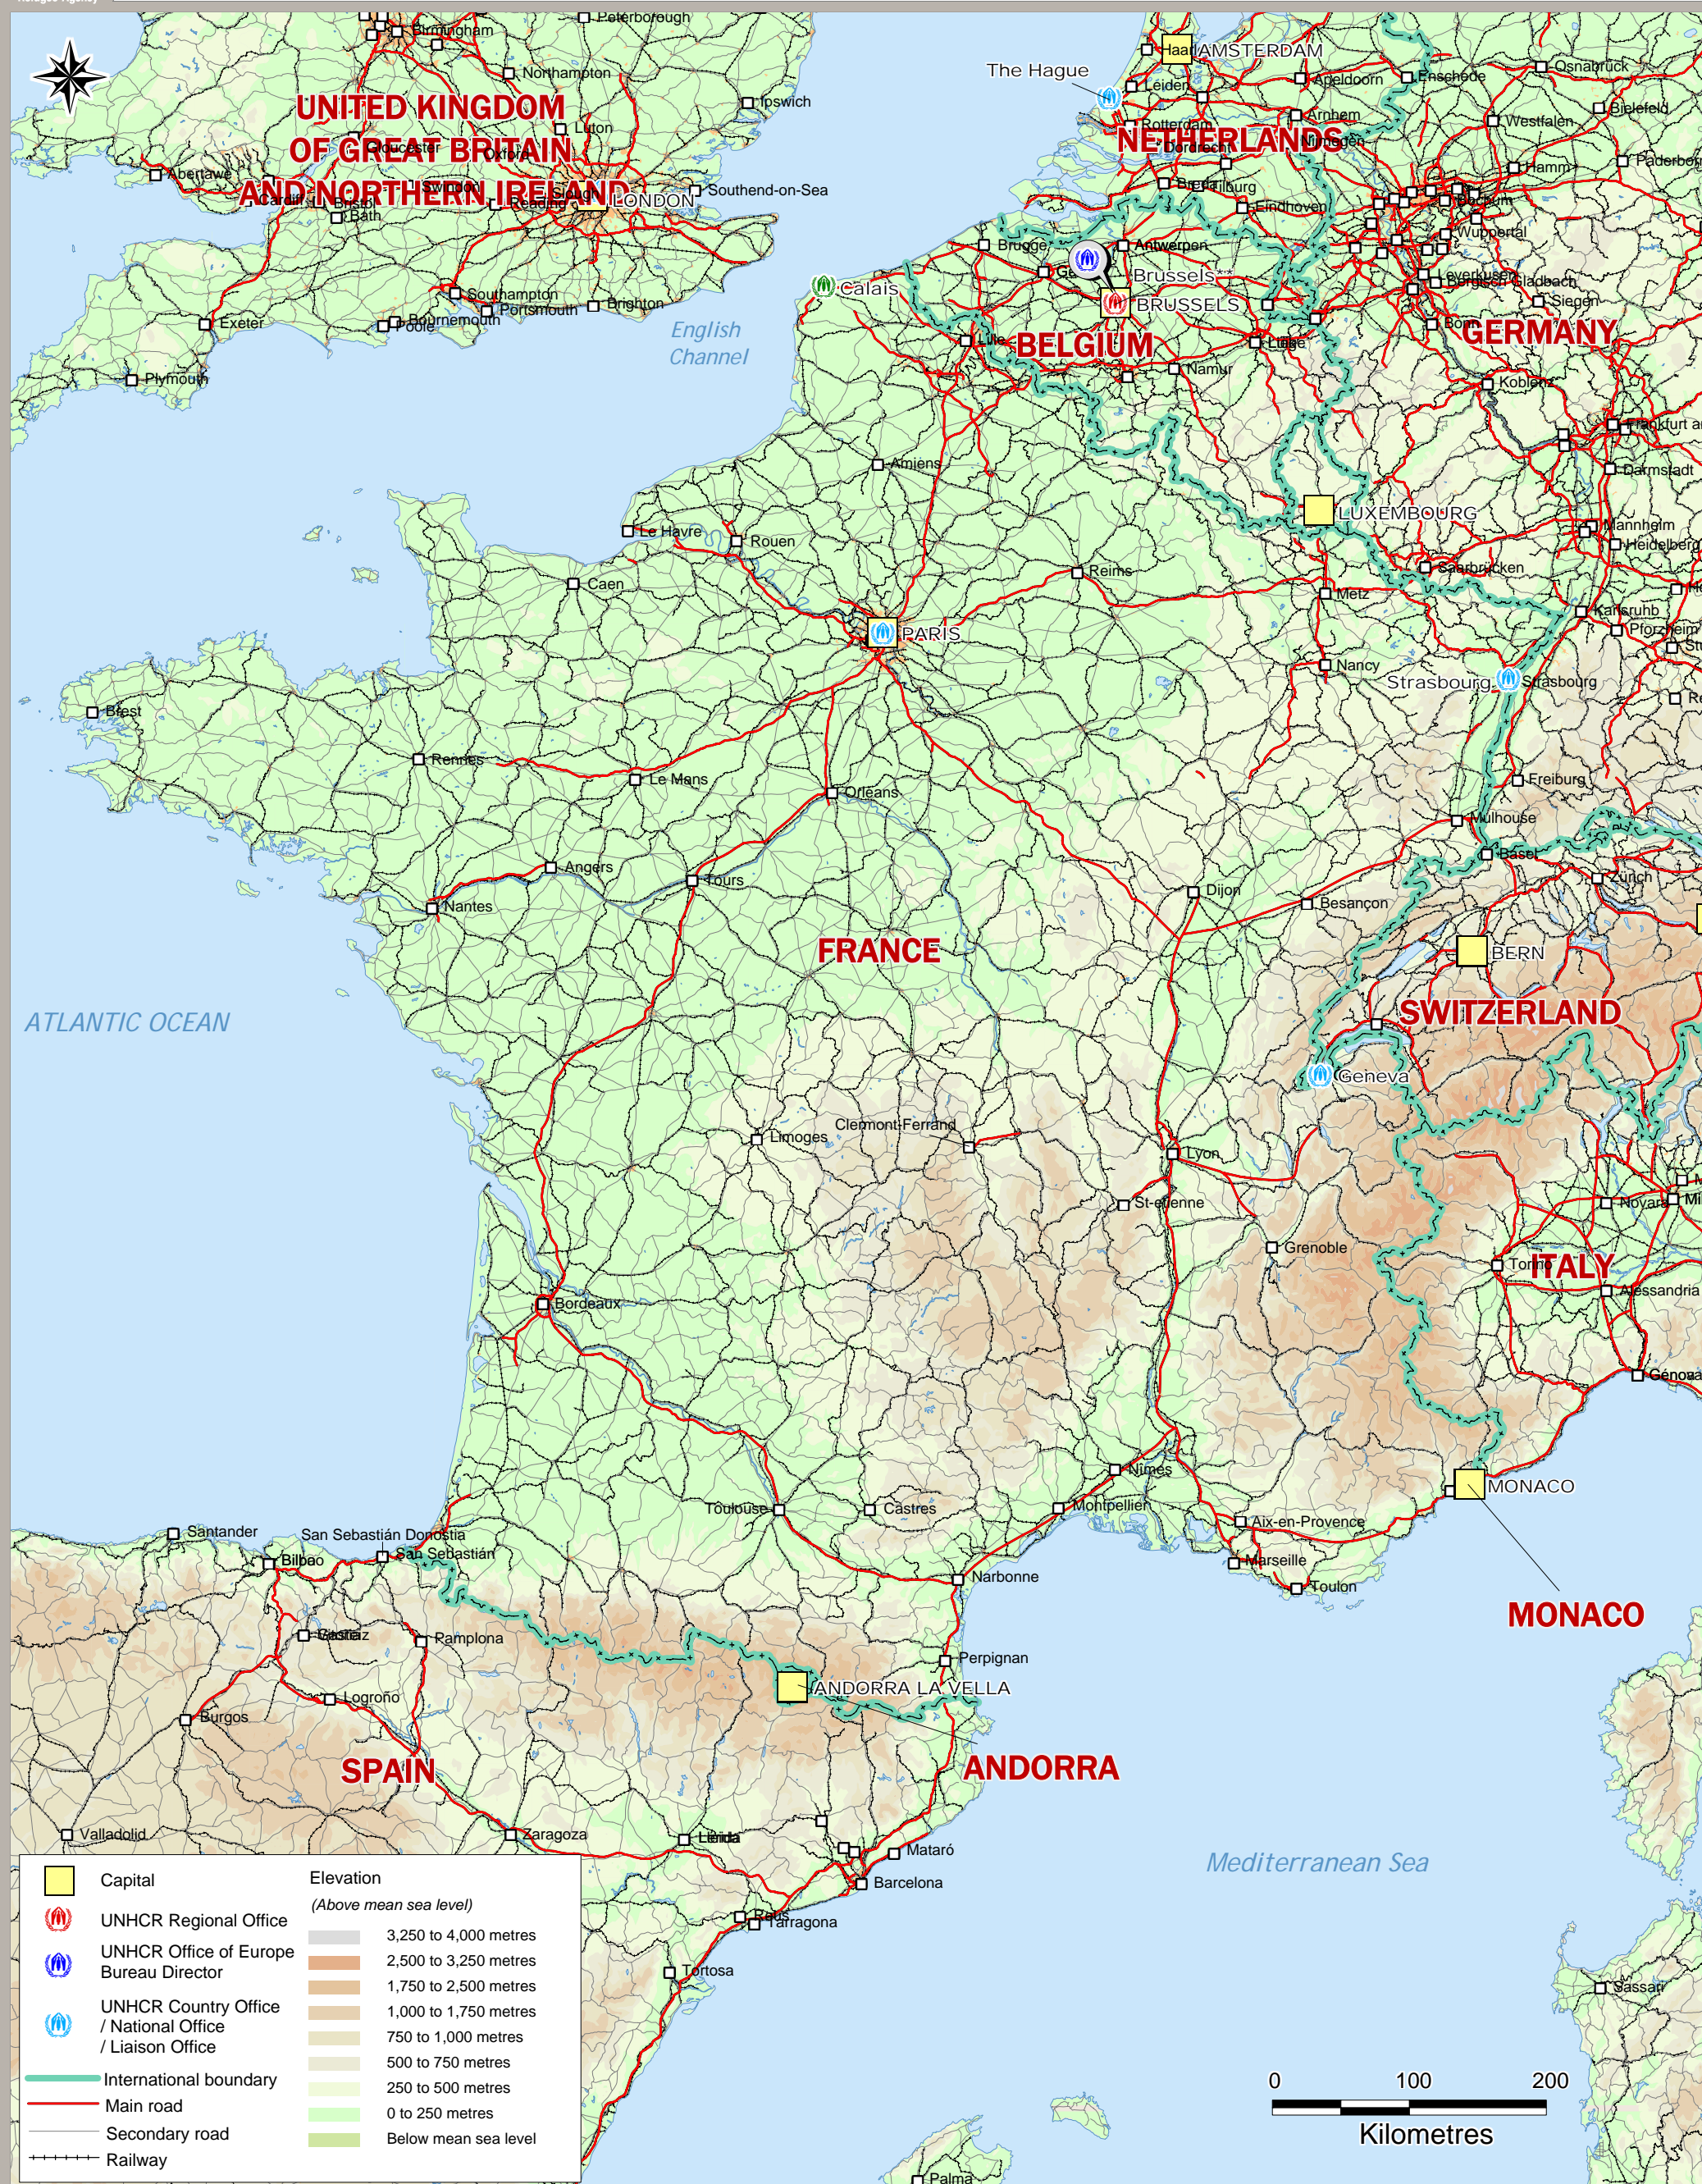 Peterborough
Birmingham
Northampton
Ipswich
UNITED KINGDOM
OF GREAT BRITAIN
AND NORTHERN IRELAND
Luton
Gloucester
Oxford
Abertawe
Cardiff
Swindon
Slough
Bristol
Reading
LONDON
Bath
Southend-on-Sea
Southampton
Portsmouth
Brighton
Bournemouth
Poole
Exeter
Plymouth
English
Channel
The Hague
AMSTERDAM
Leiden
Apeldoorn
Enschede
Osnabrück
Rotterdam
Arnhem
Westfalen
Bielefeld
NETHERLANDS
Dordrecht
Nijmegen
Hamm
Breda
Tilburg
Bochum
Eindhoven
Wuppertal
Brugge
Antwerpen
Brussels**
BRUSSELS
Leverkusen
Bergisch Gladbach
Siegen
Calais
Lille
BELGIUM
Bonn
GERMANY
Namur
Koblenz
Darmstadt
Amiens
LUXEMBOURG
Mannheim
Heidelberg
Le Havre
Rouen
Caen
Reims
Saarbrücken
Metz
Karlsruhb
Pforzheim
PARIS
Nancy
Strasbourg
Strasbourg
Brest
Rennes
Le Mans
Orléans
Freiburg
Mulhouse
Angers
Tours
Basel
Zürich
Nantes
Dijon
Besançon
FRANCE
BERN
SWITZERLAND
ATLANTIC OCEAN
Geneva
Limoges
Clermont-Ferrand
Lyon
St-etienne
Novara
Grenoble
Torino
ITALY
Alessandria
Bordeaux
Génova
Nîmes
MONACO
Toulouse
Castres
Montpellier
Aix-en-Provence
Santander
San Sebastián Donostia
San Sebastián
Bilbao
Marseille
Narbonne
Toulon
MONACO
Pamplona
Perpignan
ANDORRA LA VELLA
Logroño
Burgos
SPAIN
ANDORRA
Valladolid
Zaragoza
Mataró
Mediterranean Sea
Barcelona
Reus
Tarragona
Tortosa
Sassari
Palma
Capital
UNHCR Regional Office
UNHCR Office of Europe
Bureau Director
UNHCR Country Office
/ National Office
/ Liaison Office
International boundary
Main road
Secondary road
Railway
Elevation
(Above mean sea level)
3,250 to 4,000 metres
2,500 to 3,250 metres
1,750 to 2,500 metres
1,000 to 1,750 metres
750 to 1,000 metres
500 to 750 metres
250 to 500 metres
0 to 250 metres
Below mean sea level
0 100 200
Kilometres